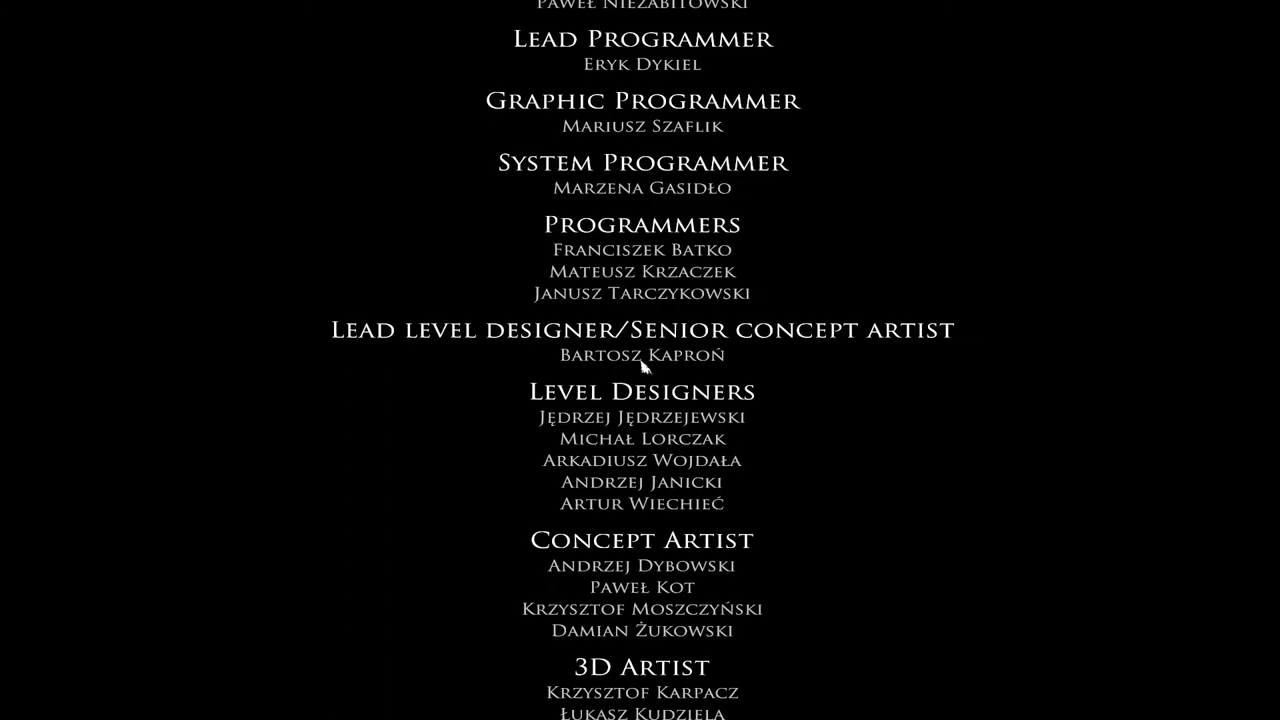 Paweł Niezabitowski
Lead Programmer
Eryk Dykiel
Graphic Programmer
Mariusz Szaflik
System Programmer
Marzena Gasidło
Programmers
Franciszek Batko
Mateusz Krzaczek
Janusz Tarczykowski
Lead level designer/Senior concept artist
Bartosz Kaproń
Level Designers
Jędrzej Jędrzejewski
Michał Lorczak
Arkadiusz Wojdała
Andrzej Janicki
Artur Wiechieć
Concept Artist
Andrzej Dybowski
Paweł Kot
Krzysztof Moszczyński
Damian Żukowski
3D Artist
Krzysztof Karpacz
Łukasz Kudziela